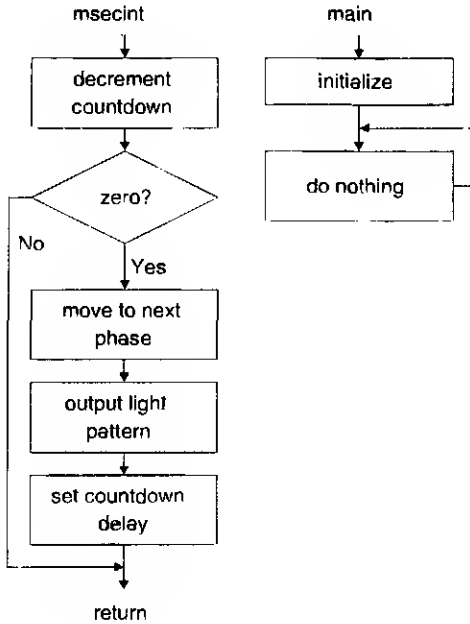 msecint
decrement
countdown
zero?
No
Yes
move to next
phase
output light
pattern
set countdown
delay
return
main
initialize
do nothing